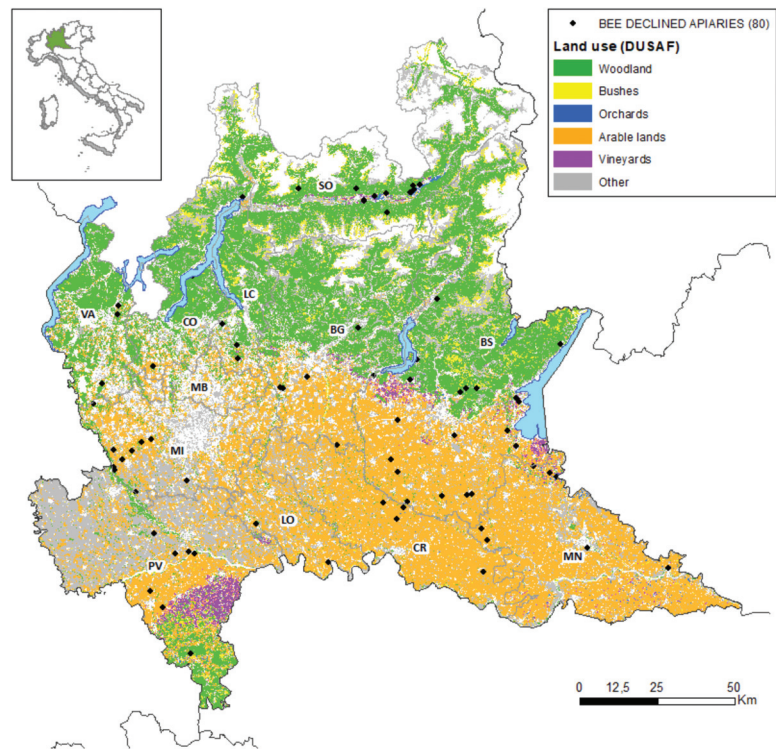 BEE DECLINED APIARIES (80)
Land use (DUSAF)
Woodland
Bushes
Orchards
Arable lands
Vineyards
Other
SO
LC
VA
CO
BG
BS
MB
MI
LO
CR
MN
PV
0 12,5 25 50
Km